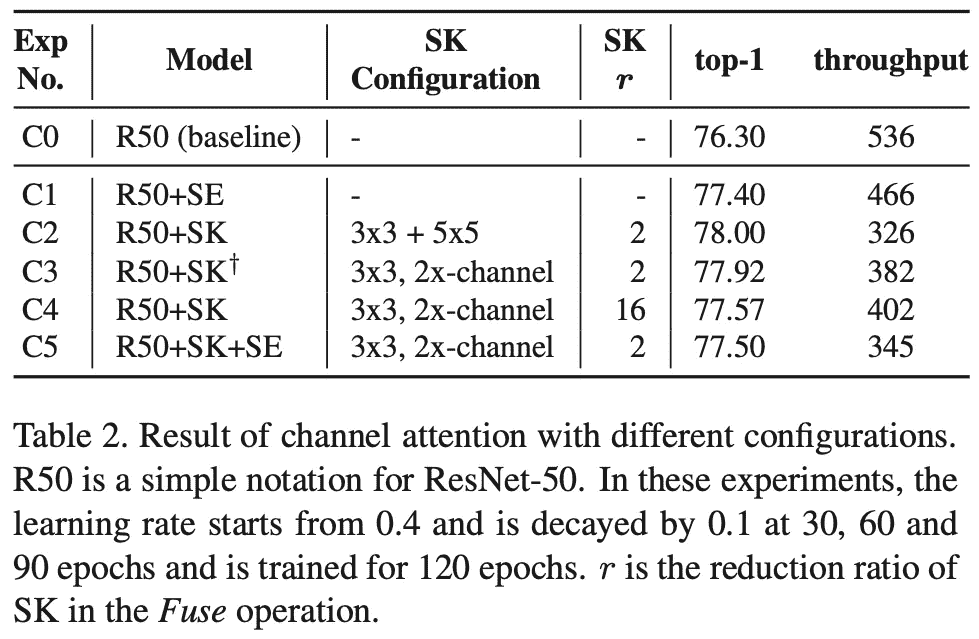 Exp No. Model SK Configuration SK r top-1 throughput
C0 R50 (baseline) - - 76.30 536
C1 R50+SE - - 77.40 466
C2 R50+SK 3x3 + 5x5 2 78.00 326
C3 R50+SK† 3x3, 2x-channel 2 77.92 382
C4 R50+SK 3x3, 2x-channel 16 77.57 402
C5 R50+SK+SE 3x3, 2x-channel 2 77.50 345
Table 2. Result of channel attention with different configurations.
R50 is a simple notation for ResNet-50. In these experiments, the
learning rate starts from 0.4 and is decayed by 0.1 at 30, 60 and
90 epochs and is trained for 120 epochs. r is the reduction ratio of
SK in the Fuse operation.